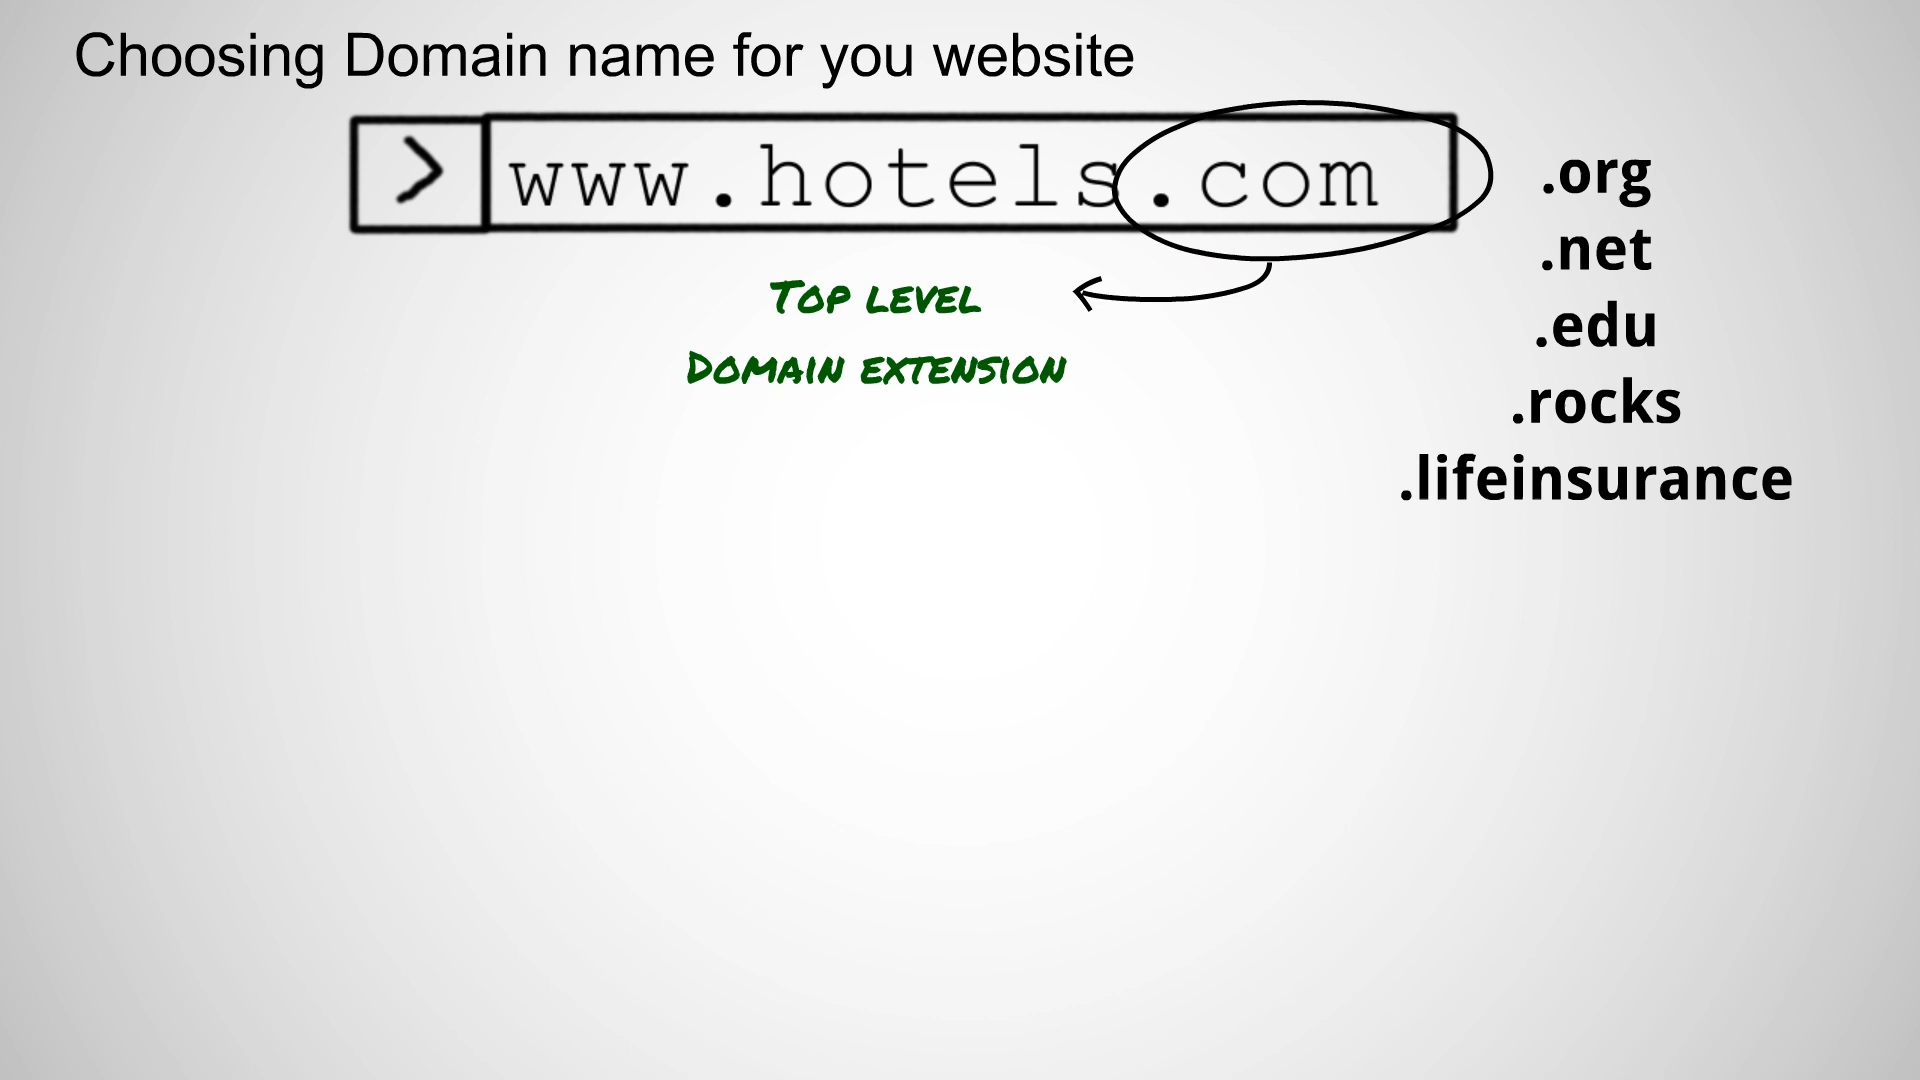 Choosing Domain name for you website
> www.hotels.com
Top level
Domain extension
.org
.net
.edu
.rocks
.lifeinsurance